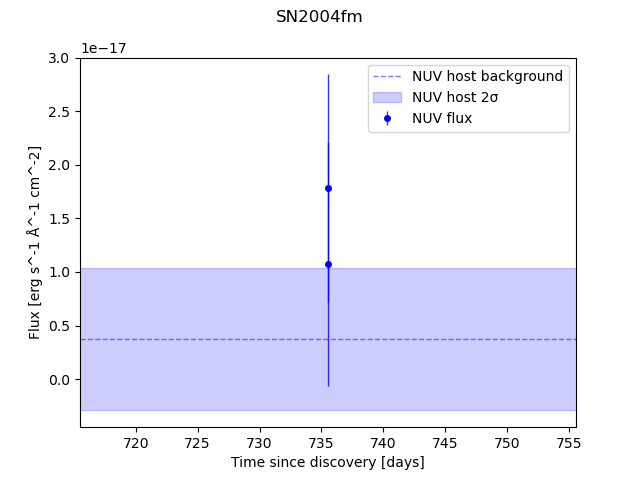 SN2004fm
1e−17
3.0
2.5
2.0
1.5
1.0
0.5
0.0
Flux [erg s^-1 Å^-1 cm^-2]
NUV host background
NUV host 2σ
NUV flux
720 725 730 735 740 745 750 755
Time since discovery [days]